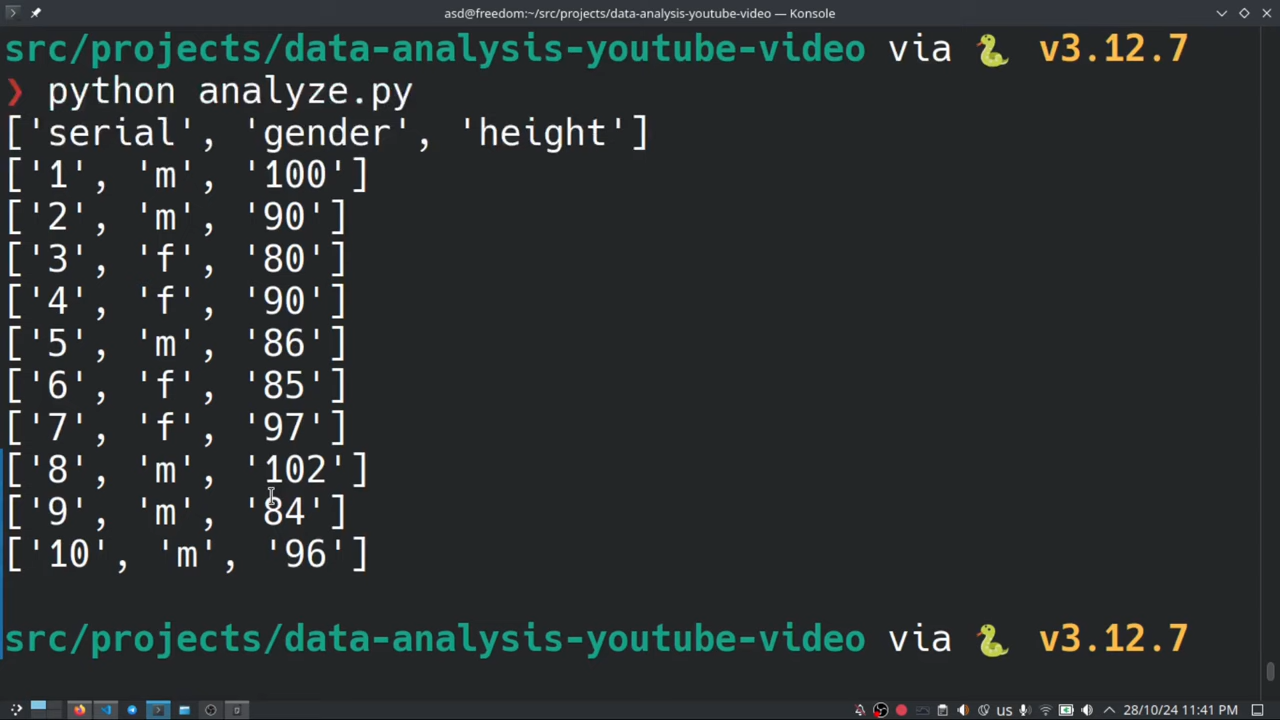 asd@freedom:~/src/projects/data-analysis-youtube-video — Konsole
src/projects/data-analysis-youtube-video via 🐍 v3.12.7
❯ python analyze.py
['serial', 'gender', 'height']
['1', 'm', '100']
['2', 'm', '90']
['3', 'f', '80']
['4', 'f', '90']
['5', 'm', '86']
['6', 'f', '85']
['7', 'f', '97']
['8', 'm', '102']
['9', 'm', '84']
['10', 'm', '96']
src/projects/data-analysis-youtube-video via 🐍 v3.12.7
us 28/10/24 11:41 PM